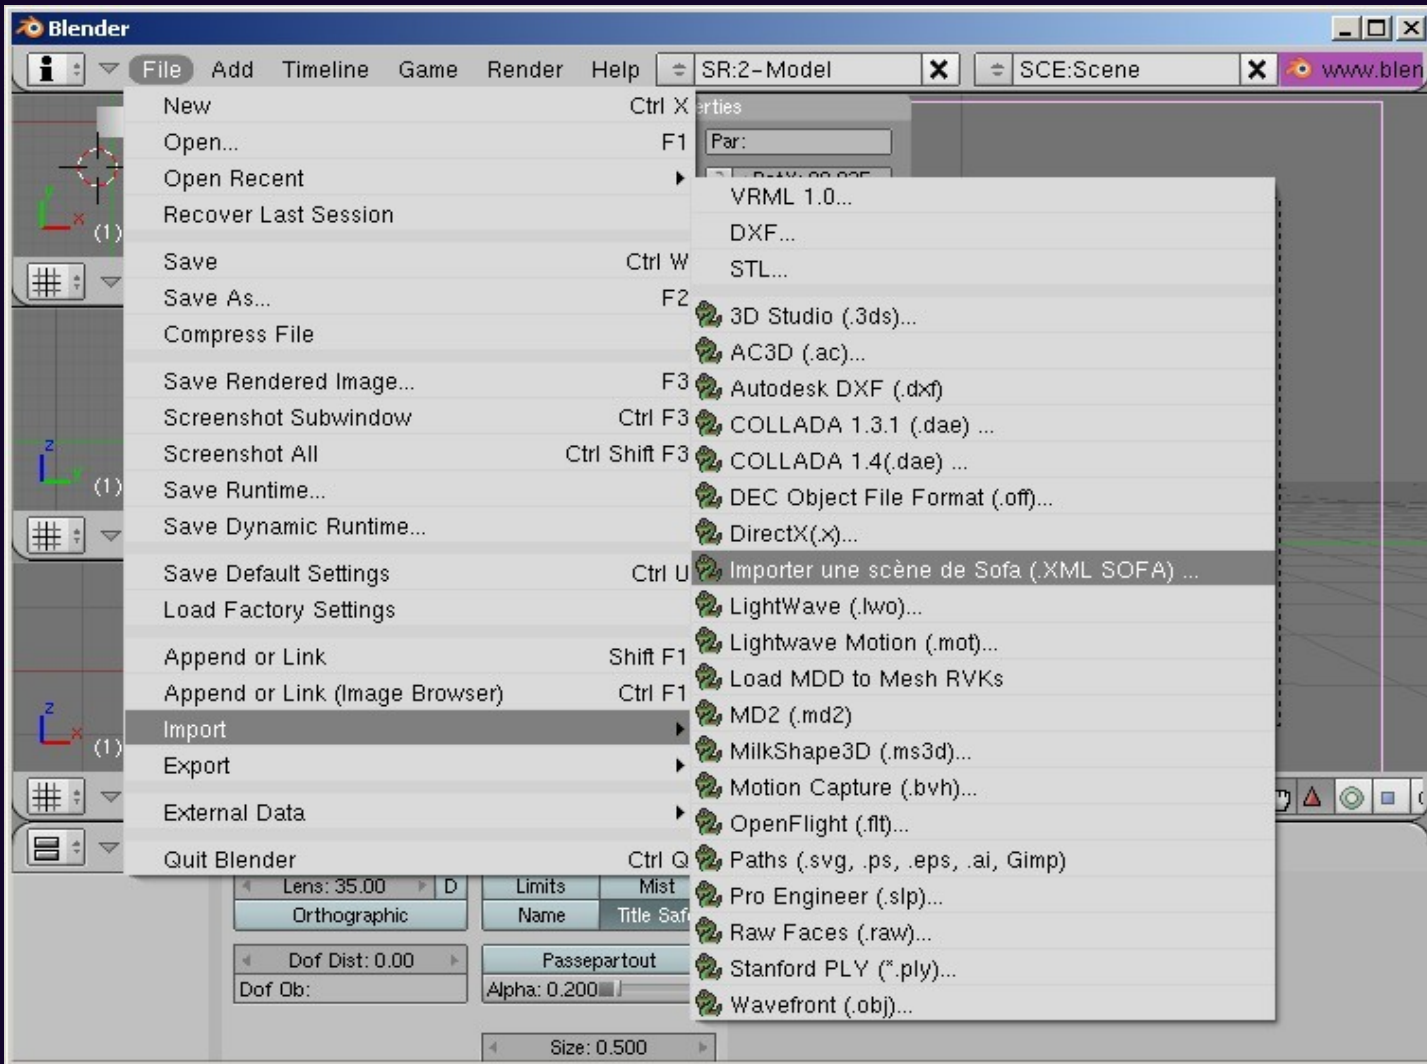 Blender
File Add Timeline Game Render Help SR:2-Model SCE:Scene www.blen
New Ctrl X
Open... F1
Open Recent
Recover Last Session
Save Ctrl W
Save As... F2
Compress File
Save Rendered Image... F3
Screenshot Subwindow Ctrl F3
Screenshot All Ctrl Shift F3
Save Runtime...
Save Dynamic Runtime...
Save Default Settings Ctrl U
Load Factory Settings
Append or Link Shift F1
Append or Link (Image Browser) Ctrl F1
Import
Export
External Data
Quit Blender Ctrl Q
erties
Par:
VRML 1.0...
DXF...
STL...
3D Studio (.3ds)...
AC3D (.ac)...
Autodesk DXF (.dxf)
COLLADA 1.3.1 (.dae) ...
COLLADA 1.4(.dae) ...
DEC Object File Format (.off)...
DirectX(.x)...
Importer une scène de Sofa (.XML SOFA) ...
LightWave (.lwo)...
Lightwave Motion (.mot)...
Load MDD to Mesh RVKs
MD2 (.md2)
MilkShape3D (.ms3d)...
Motion Capture (.bvh)...
OpenFlight (.flt)...
Paths (.svg, .ps, .eps, .ai, Gimp)
Pro Engineer (.slp)...
Raw Faces (.raw)...
Stanford PLY (*.ply)...
Wavefront (.obj)...
y
x
(1)
z
y
(1)
z
x
(1)
Lens: 35.00 D
Orthographic
Dof Dist: 0.00
Dof Ob:
Limits Mist
Name Title Saf
Passepartout
Alpha: 0.200
Size: 0.500